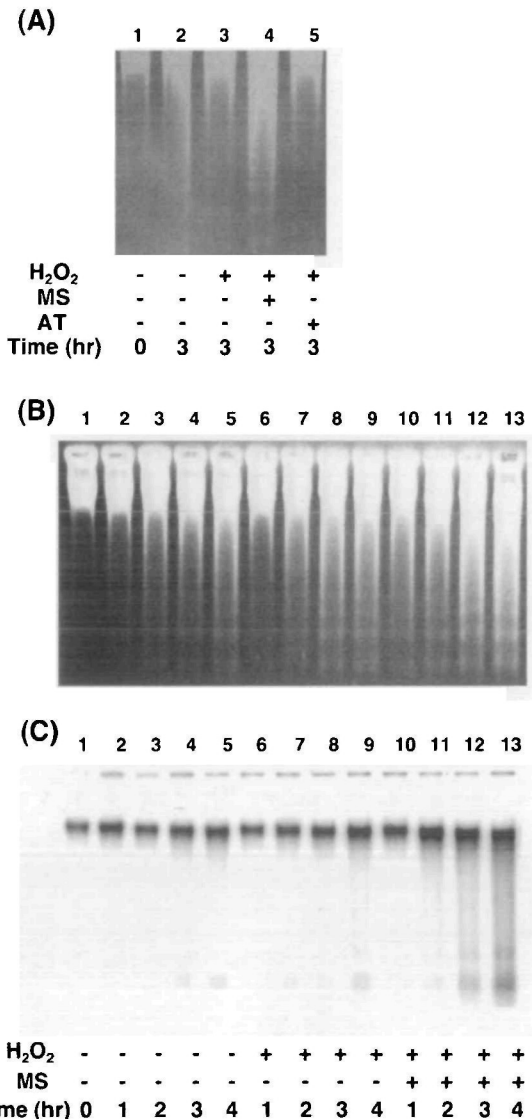 (A)
1 2 3 4 5
H₂O₂ - - + + +
MS - - - + -
AT - - - - +
Time (hr) 0 3 3 3 3
(B)
1 2 3 4 5 6 7 8 9 10 11 12 13
(C)
1 2 3 4 5 6 7 8 9 10 11 12 13
H₂O₂ - - - - - + + + + + + + +
MS - - - - - - - - - + + + +
me (hr) 0 1 2 3 4 1 2 3 4 1 2 3 4